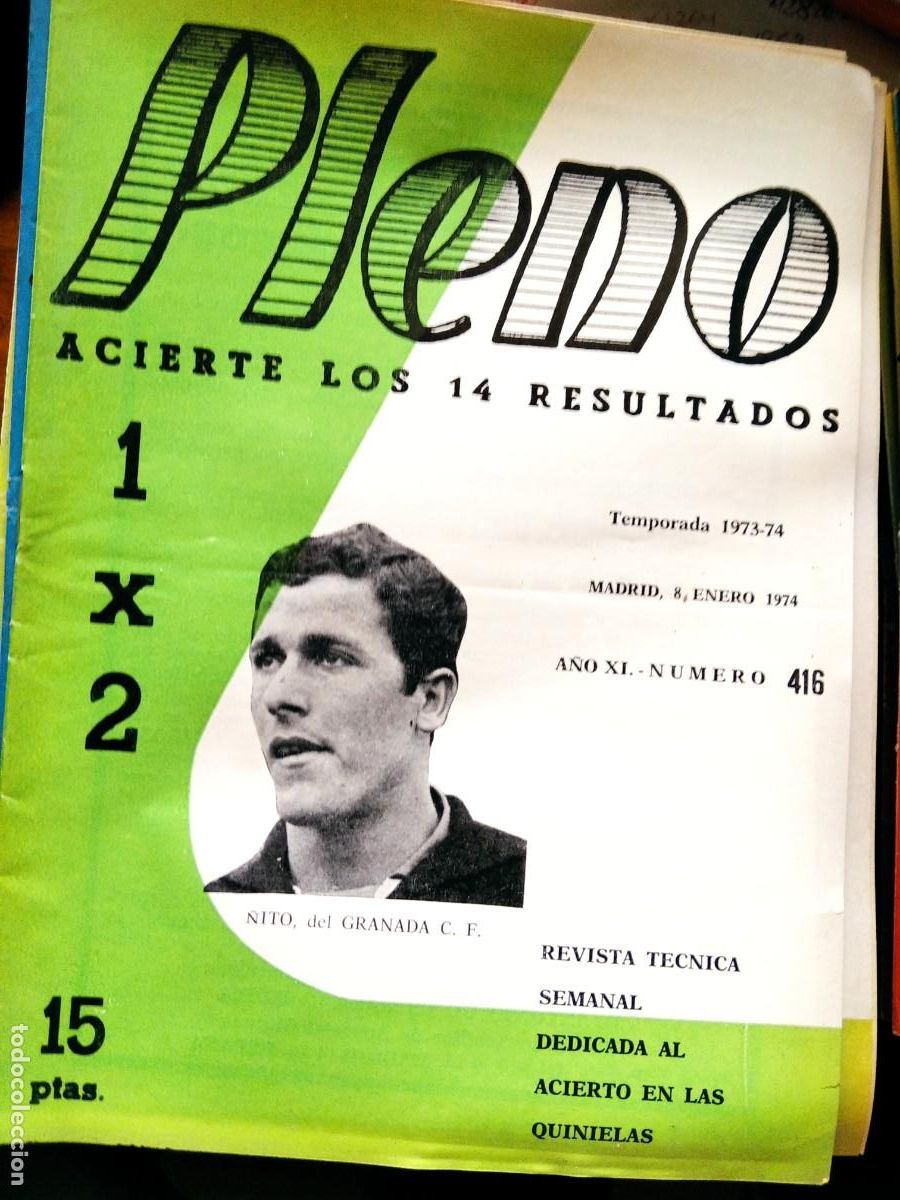 Pleno
ACIERTE LOS 14 RESULTADOS
1
x
2
Temporada 1973-74
MADRID, 8, ENERO 1974
AÑO XI. - NUMERO 416
ÑITO, del GRANADA C. F.
REVISTA TECNICA
SEMANAL
DEDICADA AL
ACIERTO EN LAS
QUINIELAS
15
ptas.
todocoleccion